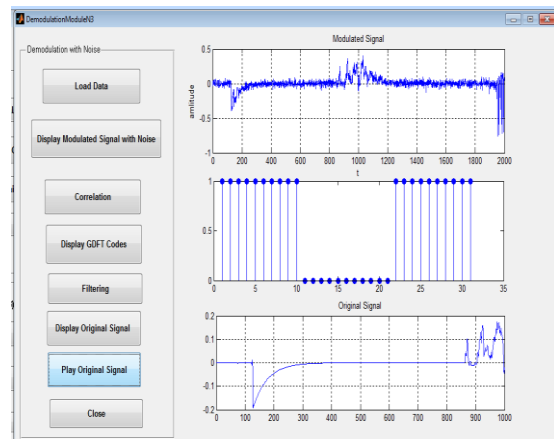 DemodulationModuleN3
Demodulation with Noise
Load Data
Display Modulated Signal with Noise
Correlation
Display GDFT Codes
Filtering
Display Original Signal
Play Original Signal
Close
Modulated Signal
amlitude
0.5
0
-0.5
-1
0 200 400 600 800 1000 1200 1400 1600 1800 2000
t
1
0.5
0
0 5 10 15 20 25 30 35
Original Signal
0.2
0.1
0
-0.1
-0.2
0 100 200 300 400 500 600 700 800 900 1000